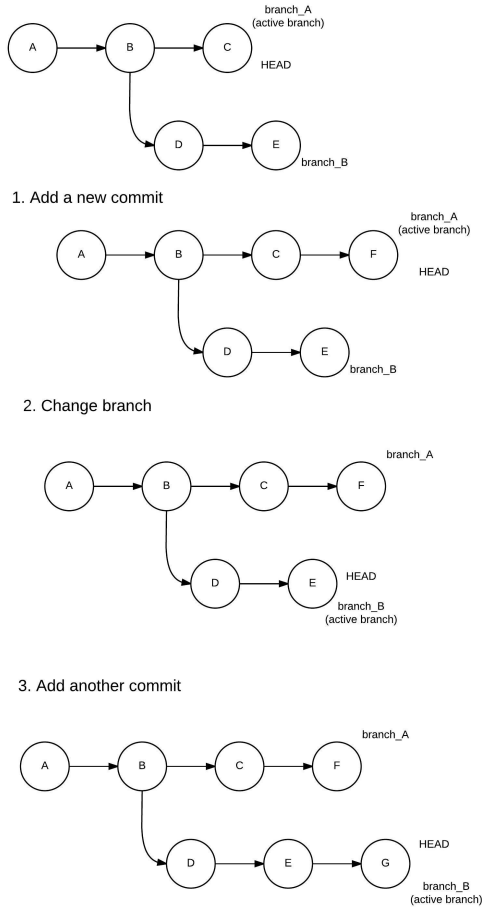 branch_A
(active branch)
A
B
C
HEAD
D
E
branch_B
1. Add a new commit
branch_A
(active branch)
A
B
C
F
HEAD
D
E
branch_B
2. Change branch
branch_A
A
B
C
F
D
E
HEAD
branch_B
(active branch)
3. Add another commit
branch_A
A
B
C
F
HEAD
D
E
G
branch_B
(active branch)